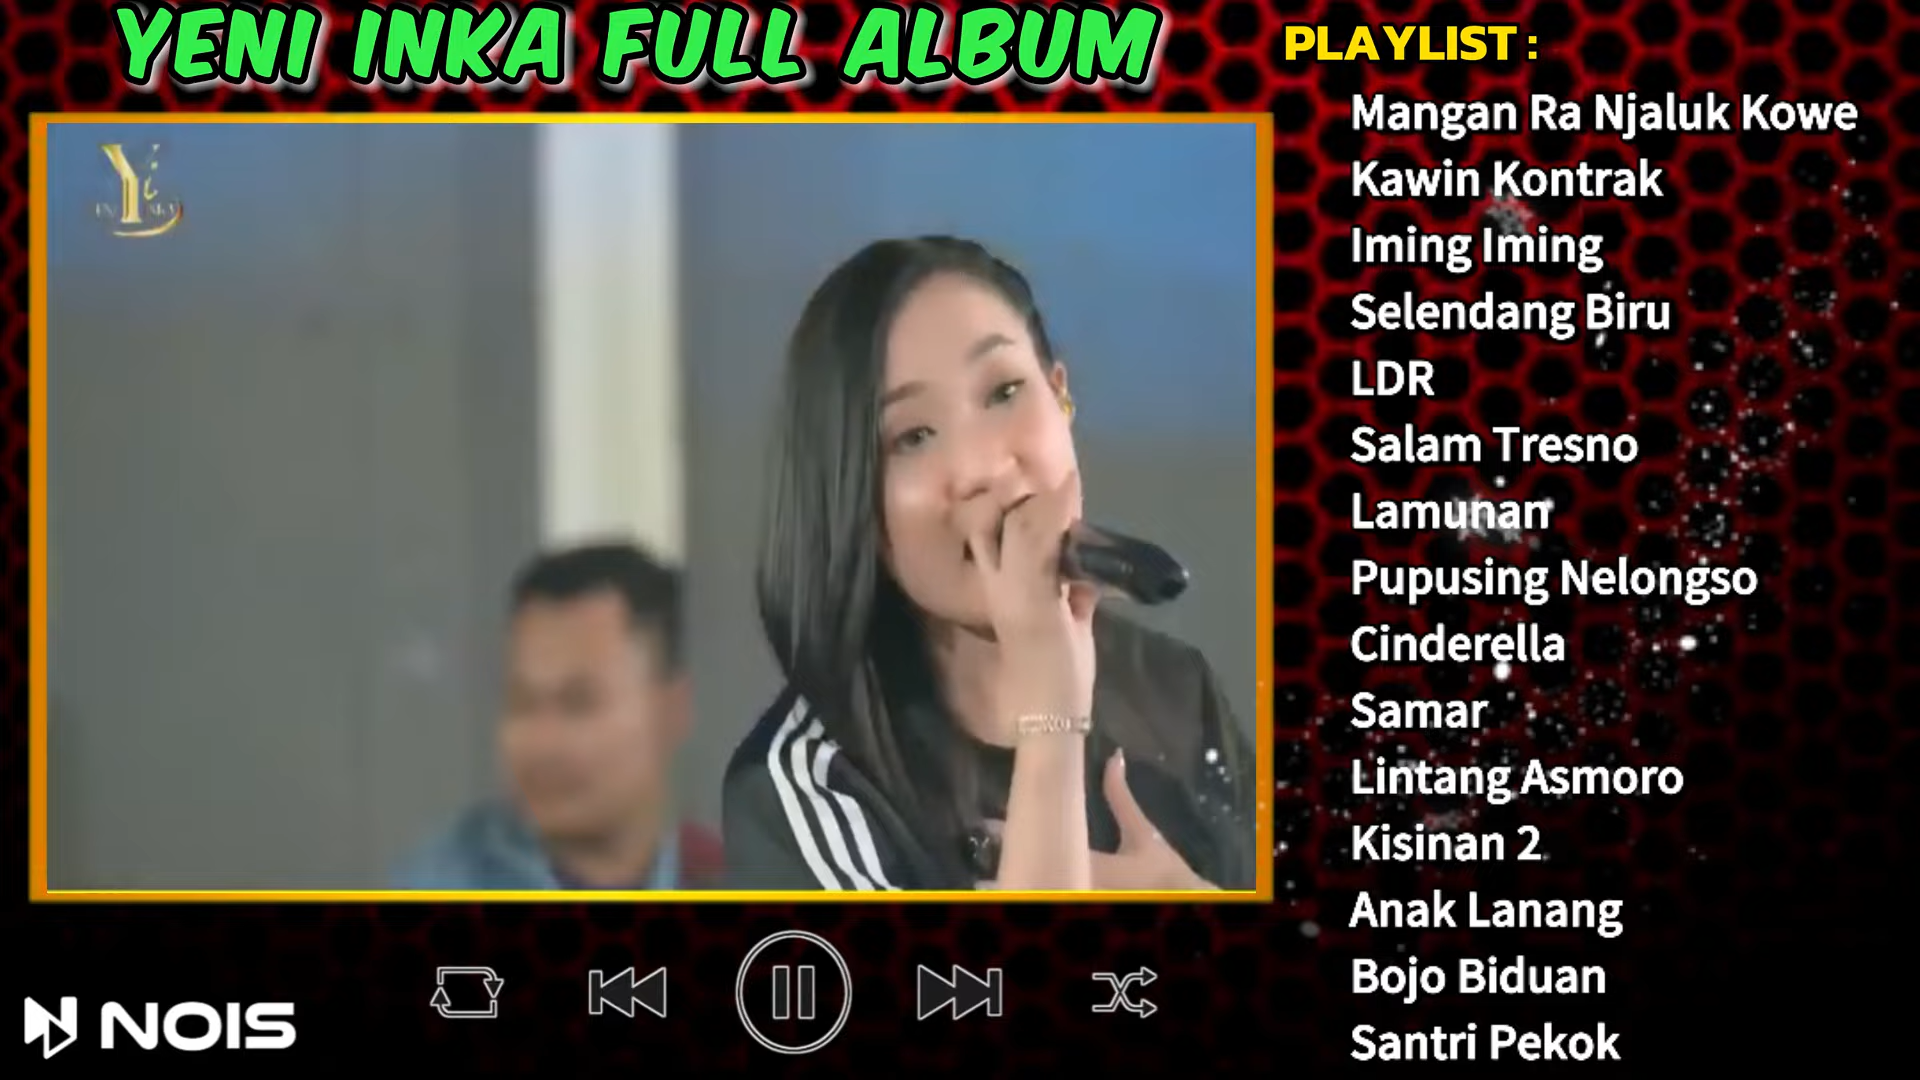 YENI INKA FULL ALBUM
PLAYLIST :
Mangan Ra Njaluk Kowe
Kawin Kontrak
Iming Iming
Selendang Biru
LDR
Salam Tresno
Lamunan
Pupusing Nelongso
Cinderella
Samar
Lintang Asmoro
Kisinan 2
Anak Lanang
Bojo Biduan
Santri Pekok
Yi
NOIS